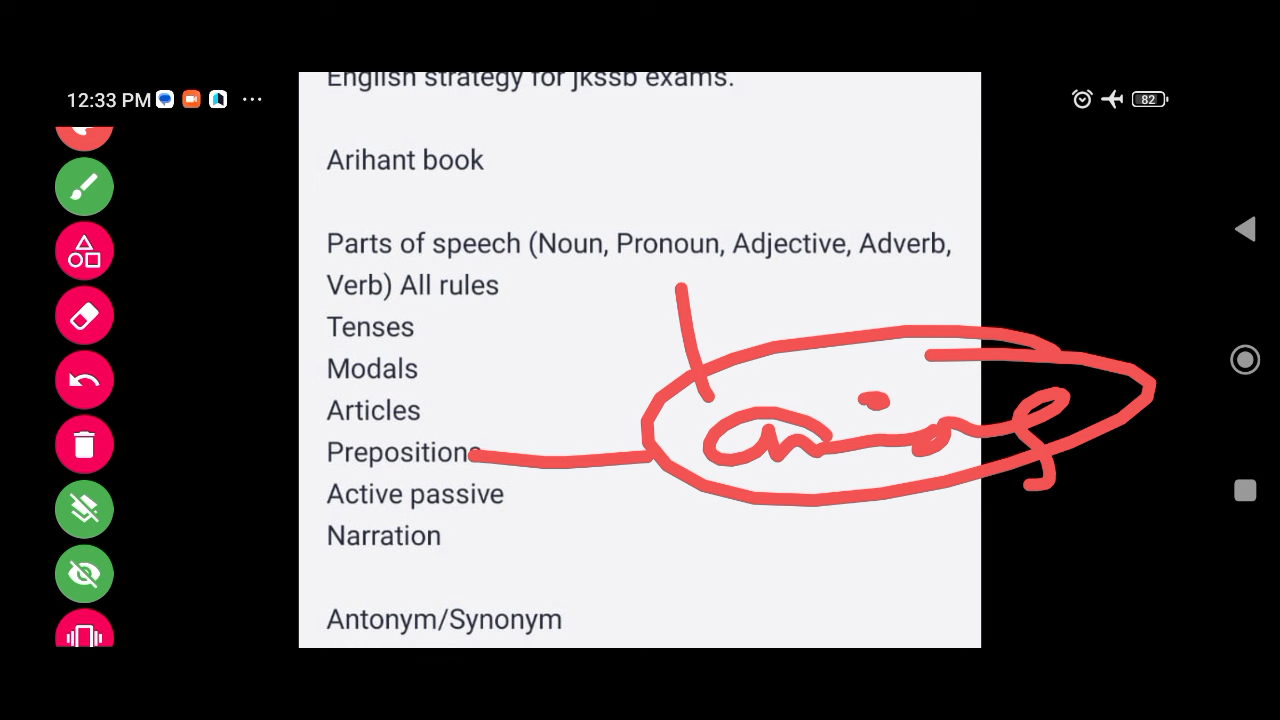 12:33 PM
82
English strategy for jkssb exams.
Arihant book
Parts of speech (Noun, Pronoun, Adjective, Adverb,
Verb) All rules
Tenses
Modals
Articles
Prepositions
Active passive
Narration
Antonym/Synonym